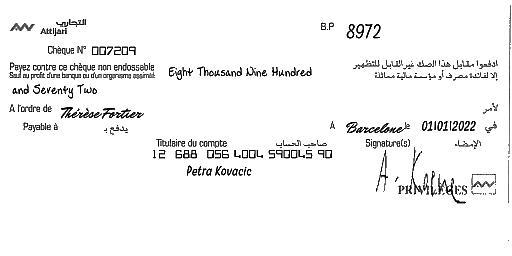 التجاري
Attijari
B.P 8972
Chèque N° 007209
Payez contre ce chèque non endossable
Sauf au profit d'une banque ou d'un organisme assimilé
Eight Thousand Nine Hundred
ادفعوا مقابل هذا الصك غير القابل للتظهير
إلا لفائدة مصرف أو مؤسسة مالية مماثلة
and Seventy Two
A l'ordre de Thérèse Fortier
لأمر
Payable à يدفع بـ
A Barcelone le 01/01/2022 في
Titulaire du compte صاحب الحساب
Signature(s) الإمضاء
12 688 056 4004 590045 90
Petra Kovacic
PRIVILEGES